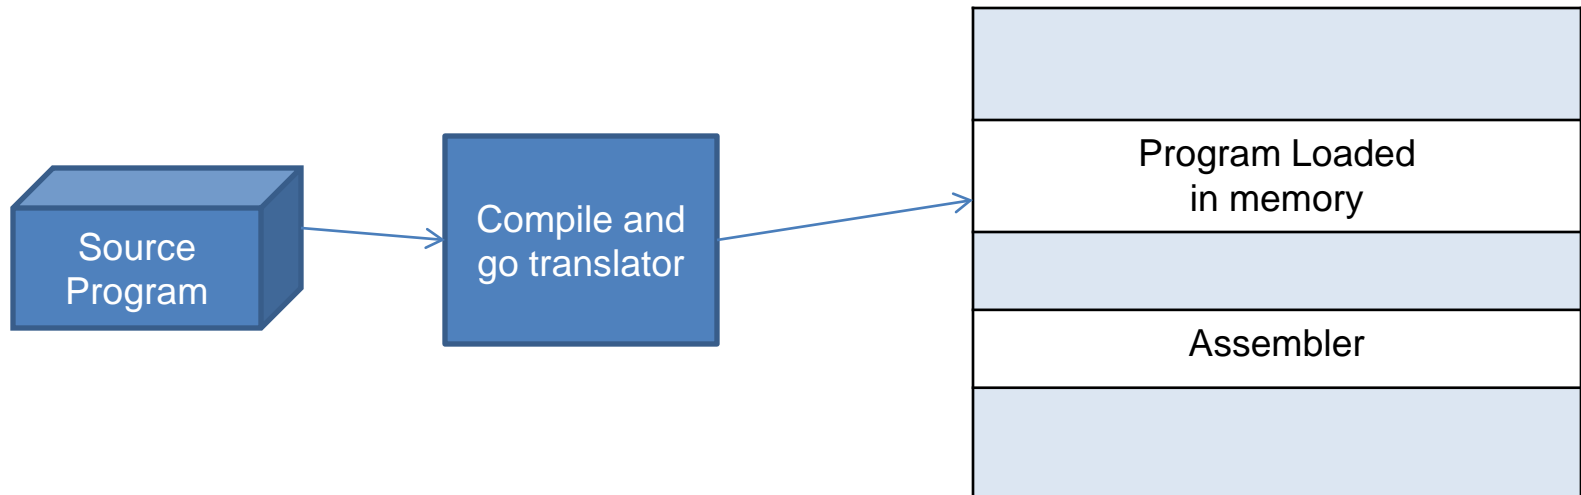 Source
Program
Compile and
go translator
Program Loaded
in memory
Assembler